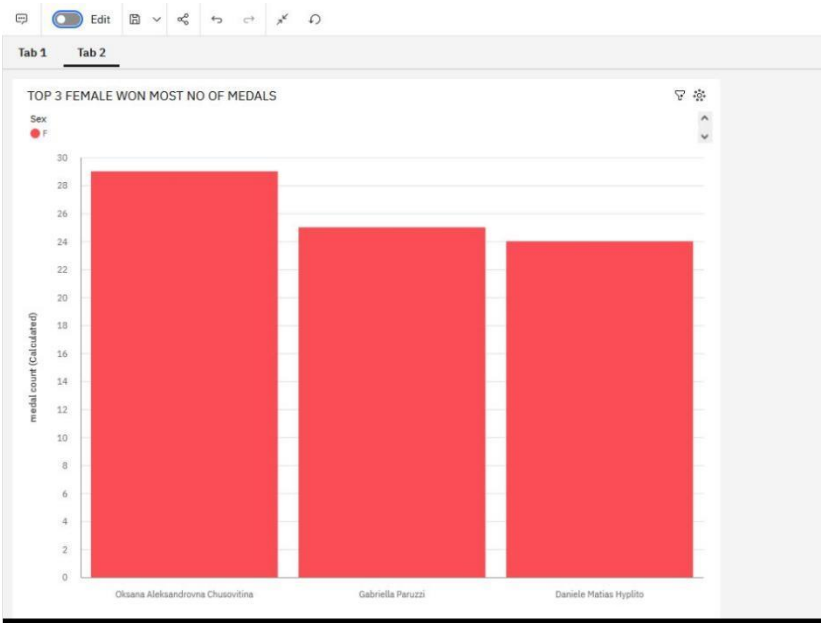 Edit
Tab 1 Tab 2
TOP 3 FEMALE WON MOST NO OF MEDALS
Sex
F
30
28
26
24
22
20
18
16
14
12
10
8
6
4
2
0
medal count (Calculated)
Oksana Aleksandrovna Chusovitina Gabriella Paruzzi Daniele Matias Hyplito